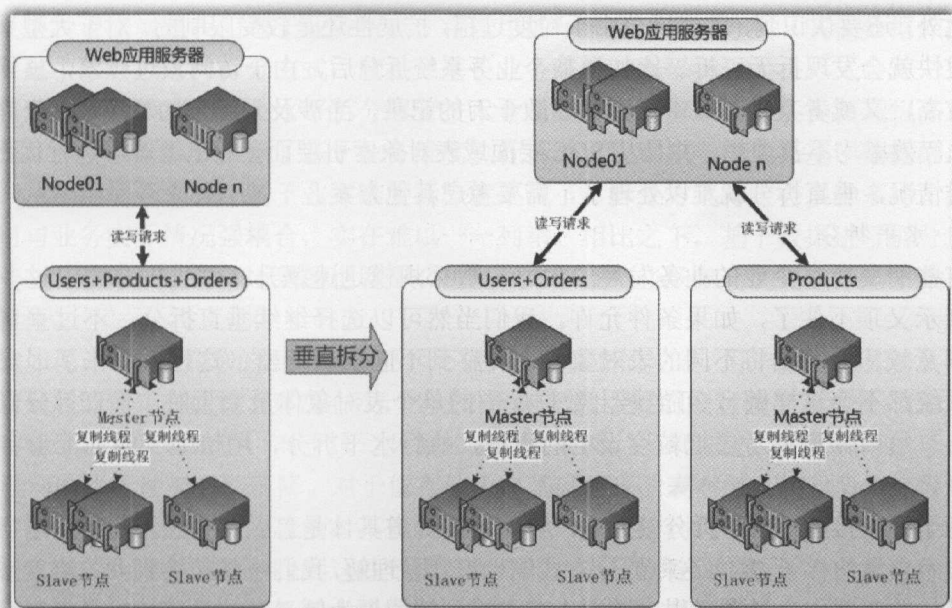 Web应用服务器
Node01
Node n
读写请求
Users+Products+Orders
Master节点
复制线程
复制线程
复制线程
Slave节点
Slave节点
垂直拆分
Web应用服务器
Node01
Node n
读写请求
读写请求
Users+Orders
Master节点
复制线程
复制线程
复制线程
Slave节点
Slave节点
Products
Master节点
复制线程
复制线程
复制线程
Slave节点
Slave节点